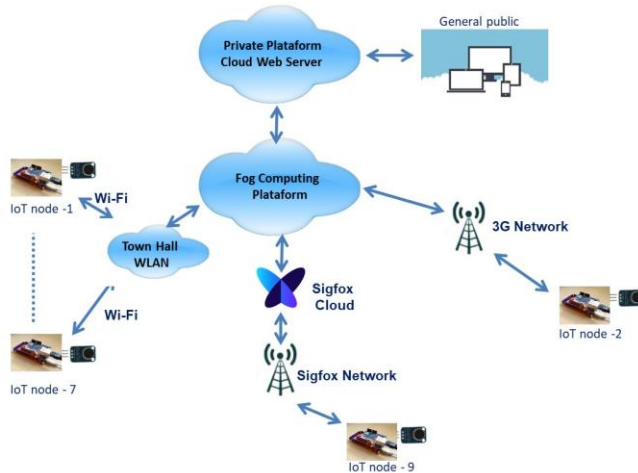 General public
Private Plataform
Cloud Web Server
Fog Computing
Plataform
Wi-Fi
IoT node -1
3G Network
Town Hall
WLAN
Sigfox
Cloud
Wi-Fi
IoT node -2
Sigfox Network
IoT node - 7
IoT node - 9